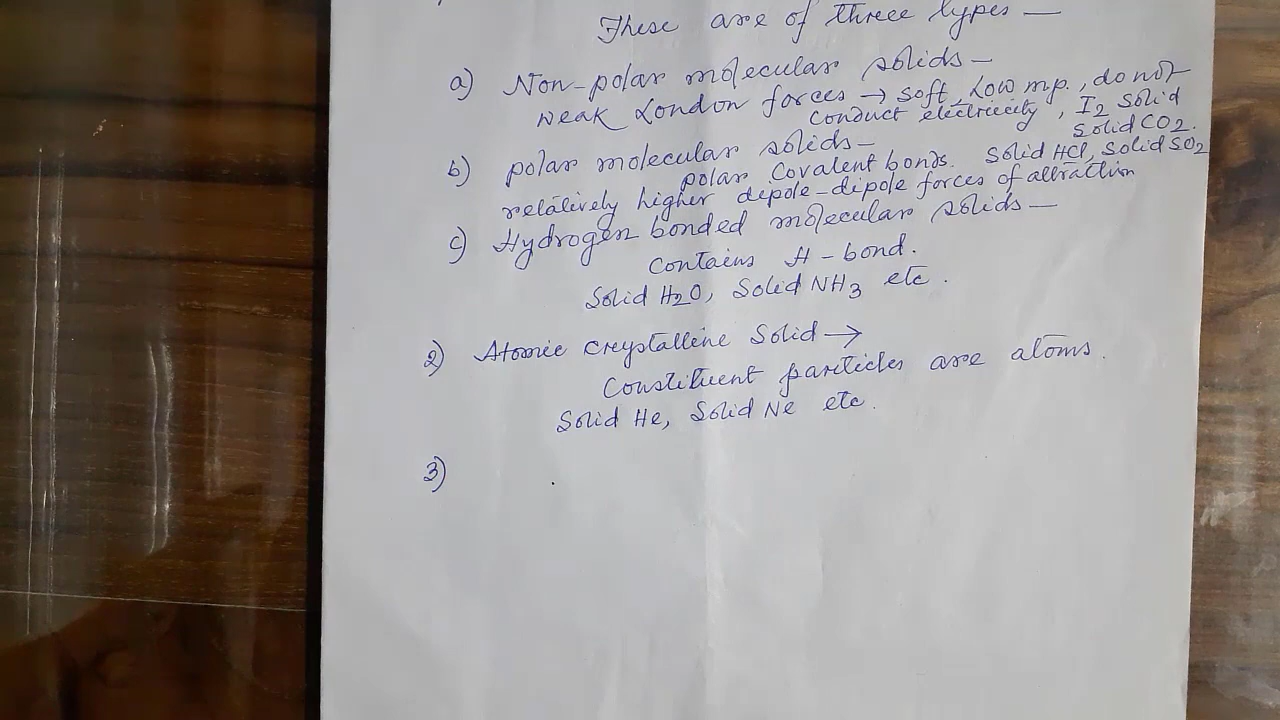 These are of three types —
a) Non-polar molecular solids —
weak London forces → soft, Low mp., do not
conduct electricity, I2 Solid
Solid CO2.
b) polar molecular solids —
polar Covalent bonds. Solid HCl, Solid SO2
relatively higher dipole-dipole forces of attraction
c) Hydrogen bonded molecular solids —
Contains H-bond.
Solid H2O, Solid NH3 etc.
2) Atomic crystalline Solid →
Constituent particles are atoms.
Solid He, Solid Ne etc.
3)